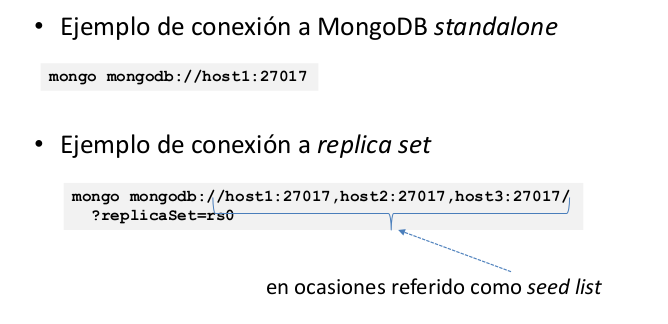 • Ejemplo de conexión a MongoDB standalone
mongo mongodb://host1:27017
• Ejemplo de conexión a replica set
mongo mongodb://host1:27017,host2:27017,host3:27017/
?replicaSet=rs0
en ocasiones referido como seed list